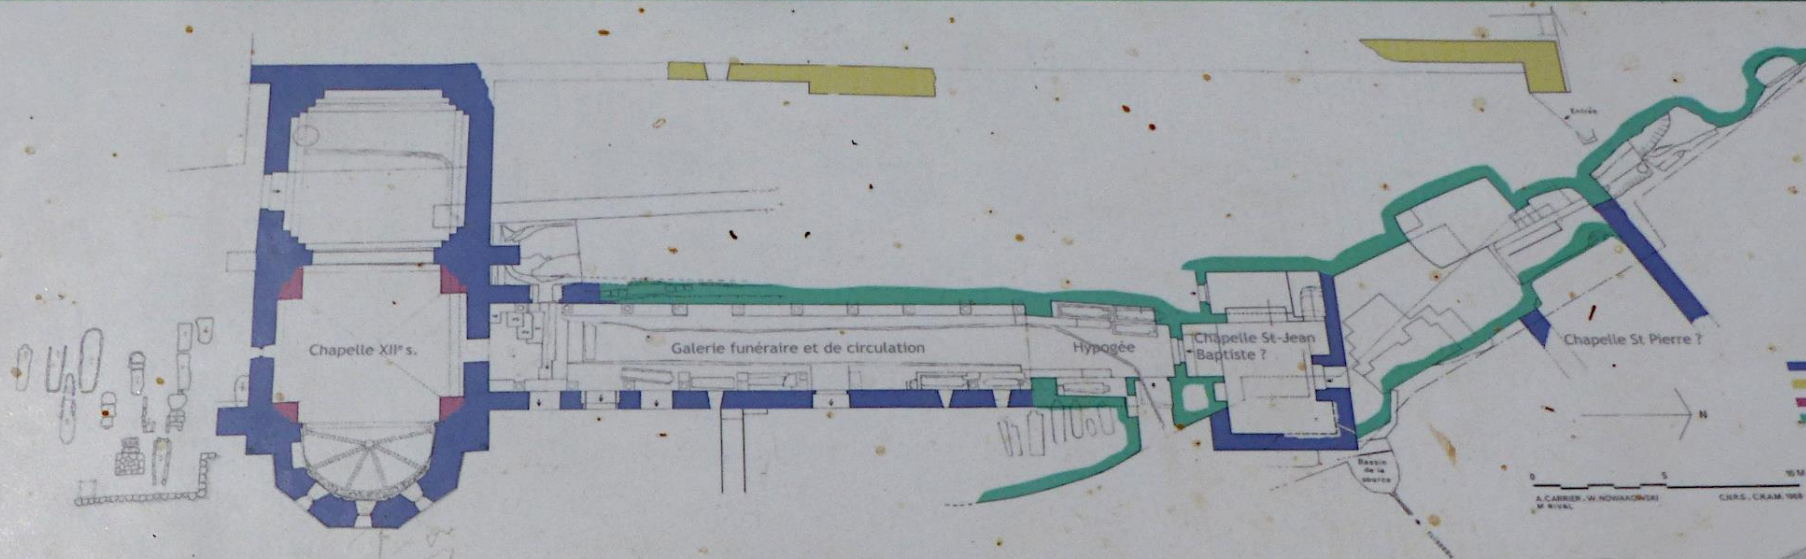 Entrée
Chapelle XIIᵉ s.
Galerie funéraire et de circulation
Hypogée
Chapelle St-Jean
Baptiste ?
Chapelle St Pierre ?
N
Bassin
de la
source
0 5 10 M
A. CARRIER . W. NOWAKOWSKI
M RIVAL
C.N.R.S.. C.R.A.M. 1968